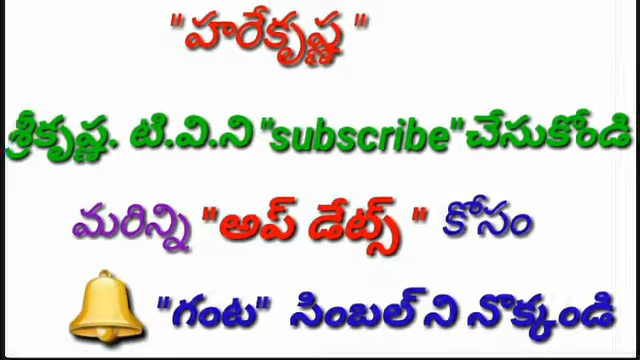 "హరేకృష్ణ"
శ్రీకృష్ణ. టి.వి.ని "subscribe" చేసుకోండి
మరిన్ని "అప్ డేట్స్" కోసం
"గంట" సింబల్ ని నొక్కండి